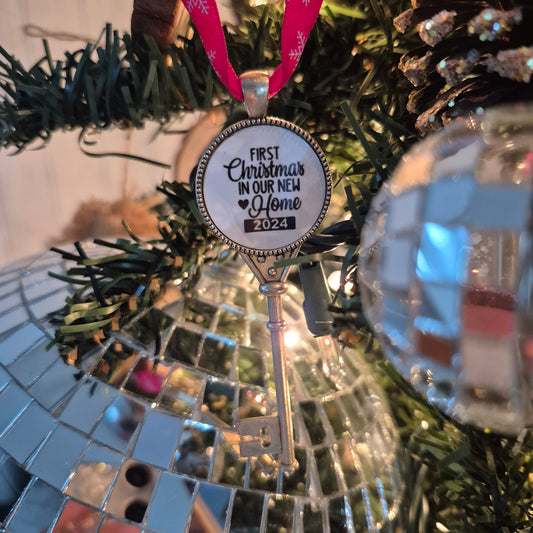 FIRST
Christmas
IN OUR NEW
Home
2024